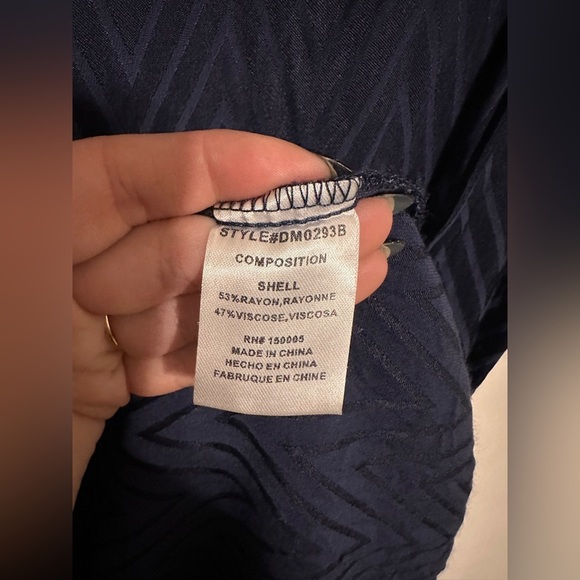 STYLE#DM0293B
COMPOSITION
SHELL
53%RAYON,RAYONNE
47%VISCOSE,VISCOSA
RH# 150005
MADE IN CHINA
HECHO EN CHINA
FABRUQUE EN CHINE